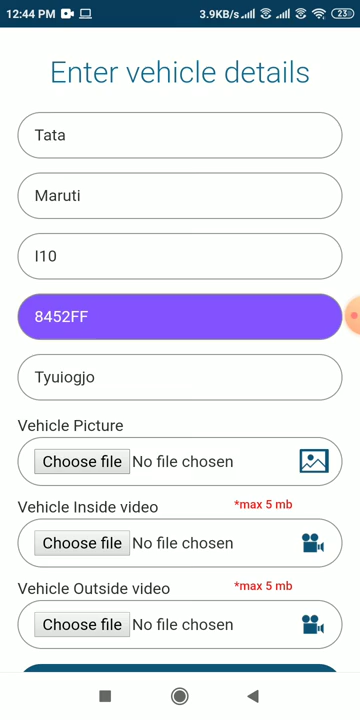 12:44 PM 3.9KB/s 23
Enter vehicle details
Tata
Maruti
I10
8452FF
Tyuiogjo
Vehicle Picture
Choose file No file chosen
Vehicle Inside video *max 5 mb
Choose file No file chosen
Vehicle Outside video *max 5 mb
Choose file No file chosen